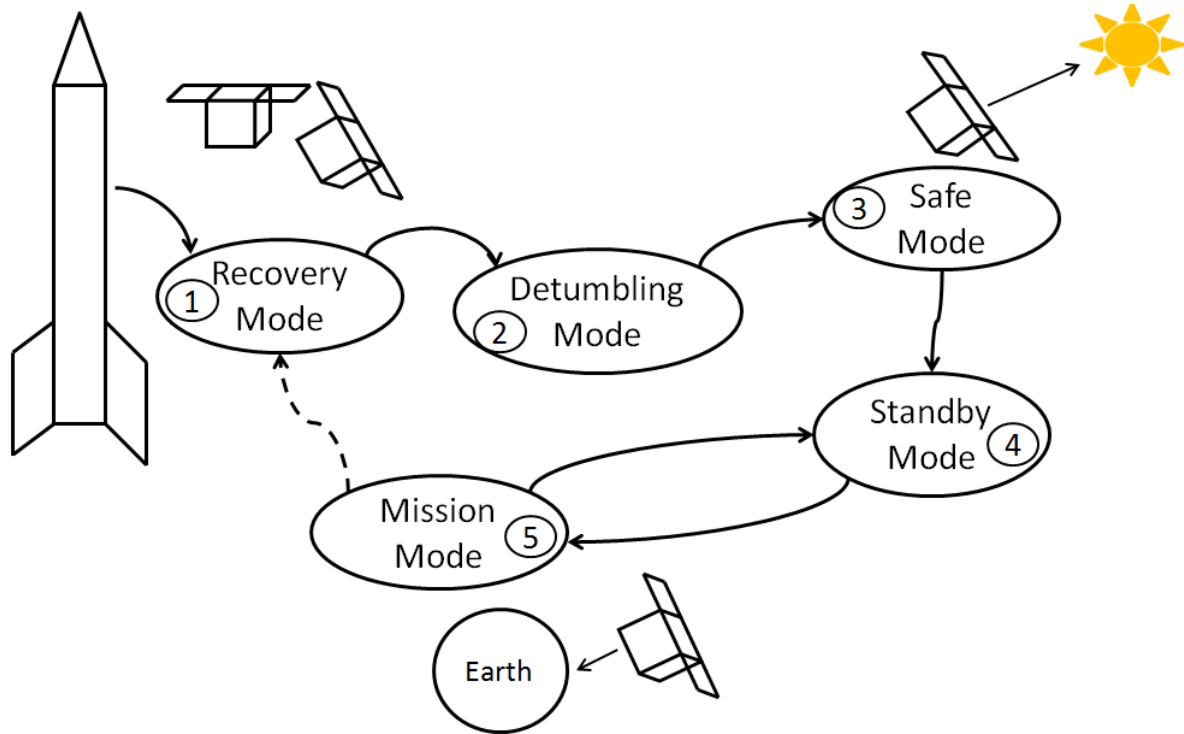 Recovery
1
Mode
Detumbling
2
Mode
3
Safe
Mode
Standby
Mode
4
Mission
Mode
5
Earth